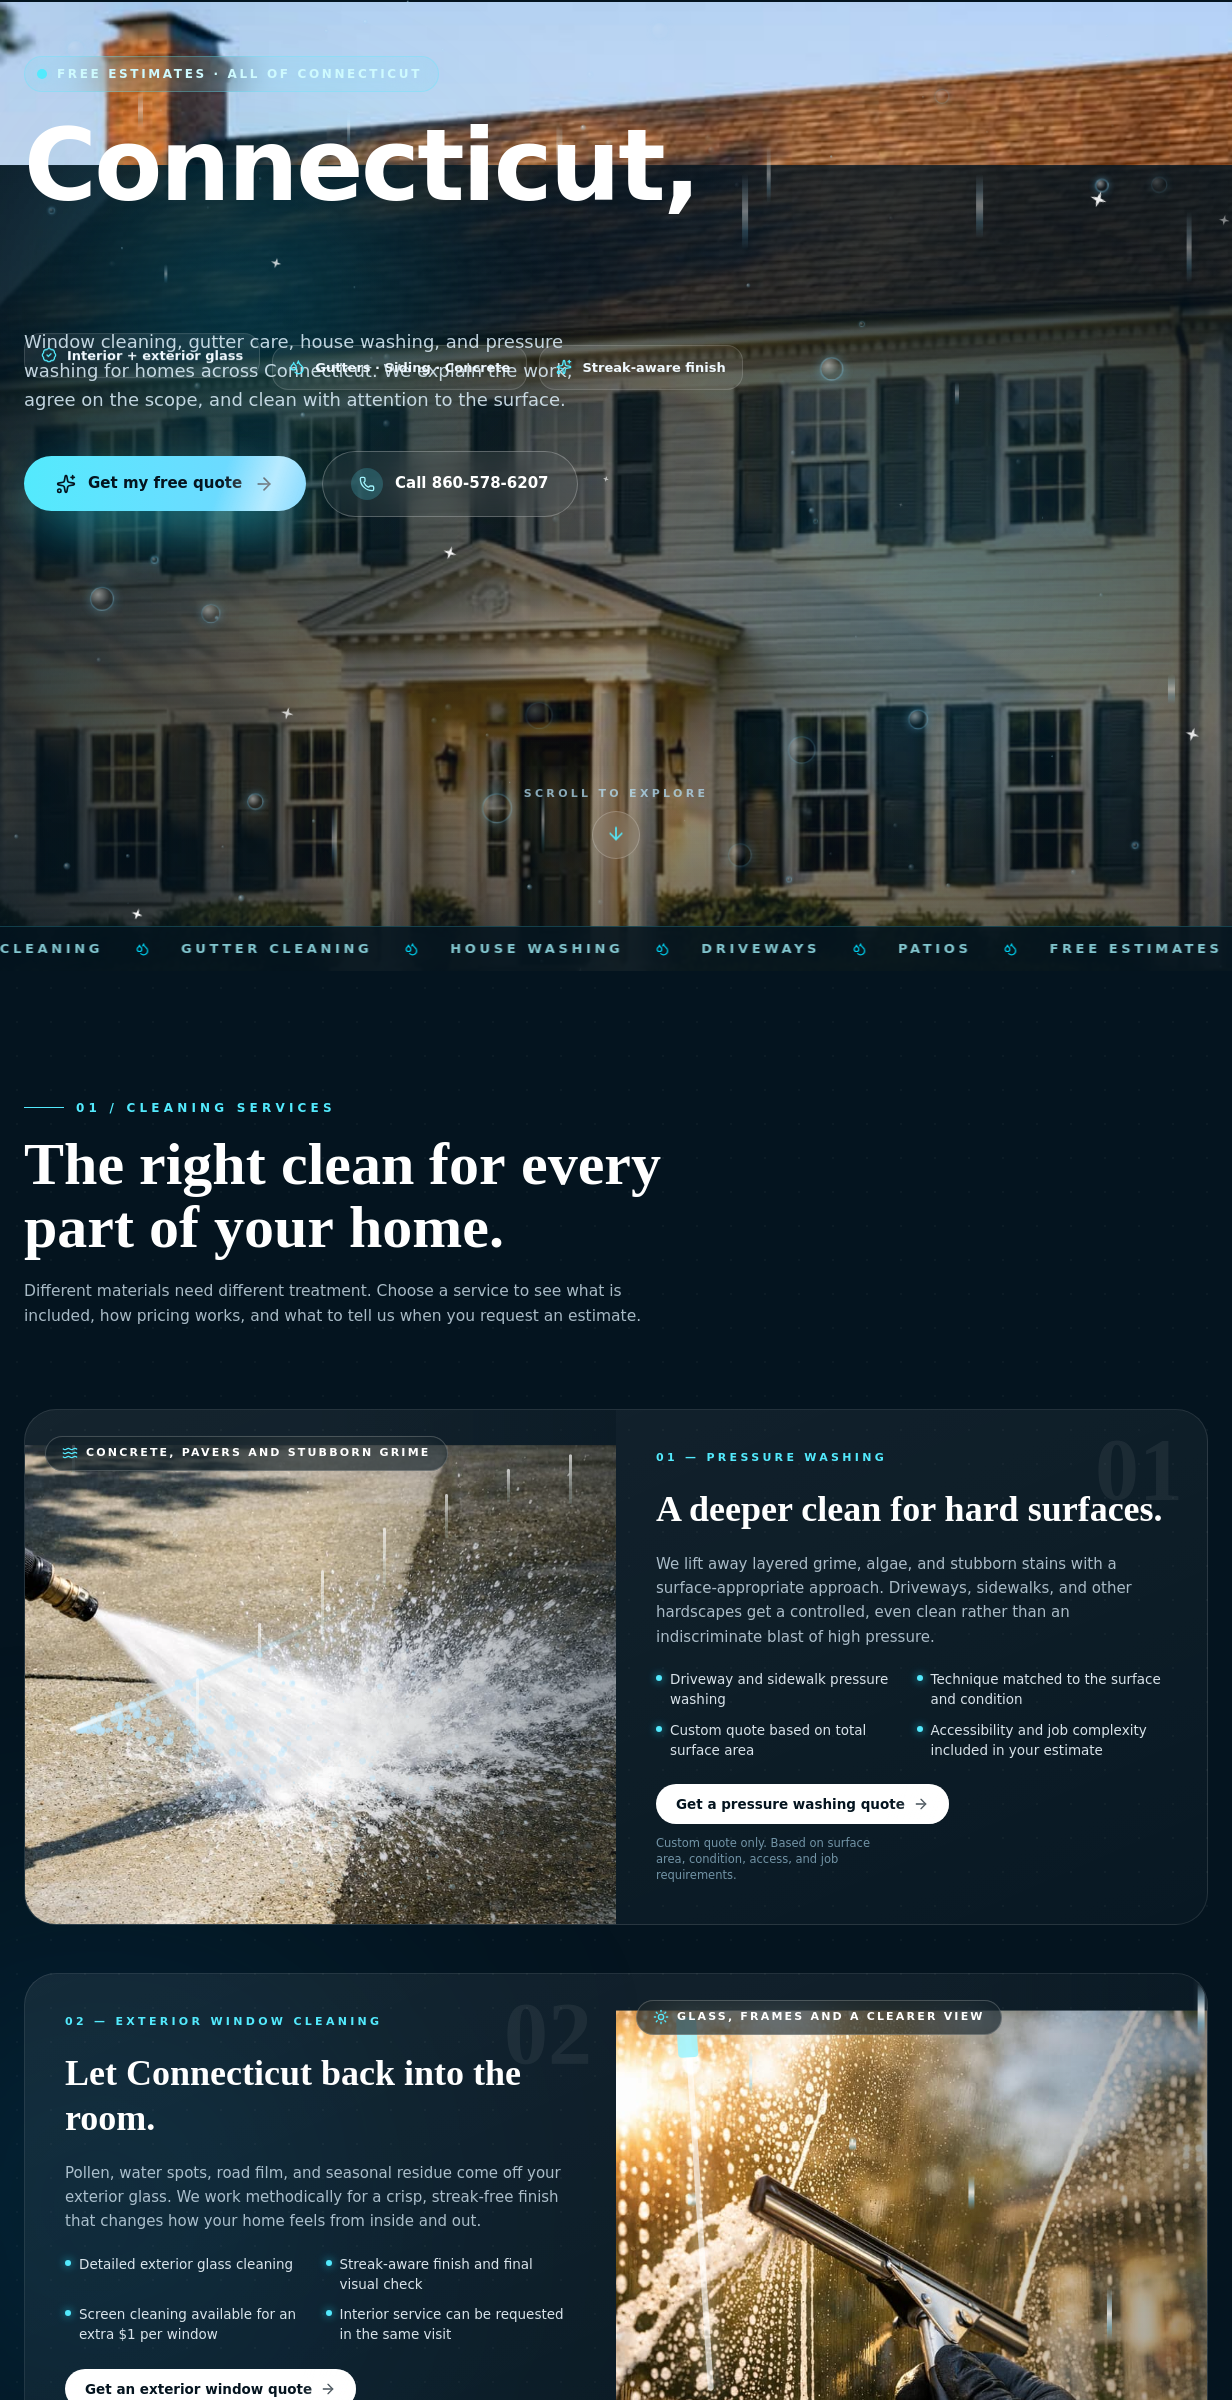 FREE ESTIMATES · ALL OF CONNECTICUT
Connecticut,
Window cleaning, gutter care, house washing, and pressure
washing for homes across Connecticut. We explain the work,
agree on the scope, and clean with attention to the surface.
Interior + exterior glass
Gutters · Siding · Concrete
Streak-aware finish
Get my free quote
Call 860-578-6207
SCROLL TO EXPLORE
CLEANING
GUTTER CLEANING
HOUSE WASHING
DRIVEWAYS
PATIOS
FREE ESTIMATES
01 / CLEANING SERVICES
The right clean for every
part of your home.
Different materials need different treatment. Choose a service to see what is
included, how pricing works, and what to tell us when you request an estimate.
CONCRETE, PAVERS AND STUBBORN GRIME
01 — PRESSURE WASHING
01
A deeper clean for hard surfaces.
We lift away layered grime, algae, and stubborn stains with a
surface-appropriate approach. Driveways, sidewalks, and other
hardscapes get a controlled, even clean rather than an
indiscriminate blast of high pressure.
Driveway and sidewalk pressure
washing
Technique matched to the surface
and condition
Custom quote based on total
surface area
Accessibility and job complexity
included in your estimate
Get a pressure washing quote
Custom quote only. Based on surface
area, condition, access, and job
requirements.
02 — EXTERIOR WINDOW CLEANING
02
Let Connecticut back into the
room.
Pollen, water spots, road film, and seasonal residue come off your
exterior glass. We work methodically for a crisp, streak-free finish
that changes how your home feels from inside and out.
Detailed exterior glass cleaning
Streak-aware finish and final
visual check
Screen cleaning available for an
extra $1 per window
Interior service can be requested
in the same visit
Get an exterior window quote
GLASS, FRAMES AND A CLEARER VIEW